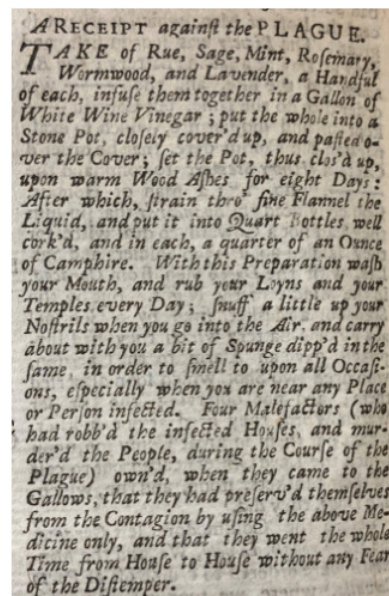 A RECEIPT againſt the PLAGUE.
TAKE of Rue, Sage, Mint, Roſemary,
Wormwood, and Lavender, a Handful
of each, infuſe them together in a Gallon of
White Wine Vinegar; put the whole into a
Stone Pot, cloſely cover'd up, and paſted o-
ver the Cover; ſet the Pot, thus clos'd up,
upon warm Wood Aſhes for eight Days:
After which, ſtrain thro' fine Flannel the
Liquid, and put it into Quart Bottles well
cork'd, and in each, a quarter of an Ounce
of Camphire. With this Preparation waſh
your Mouth, and rub your Loyns and your
Temples every Day; ſnuff a little up your
Noſtrils when you go into the Air, and carry
about with you a bit of Spunge dipp'd in the
ſame, in order to ſmell to upon all Occaſi-
ons, eſpecially when you are near any Place
or Perſon infected. Four Malefactors (who
had robb'd the infected Houſes, and mur-
der'd the People, during the Courſe of the
Plague) own'd, when they came to the
Gallows, that they had preſerv'd themſelves
from the Contagion by uſing the above Me-
dicine only, and that they went the whole
Time from Houſe to Houſe without any Fear
of the Diſtemper.